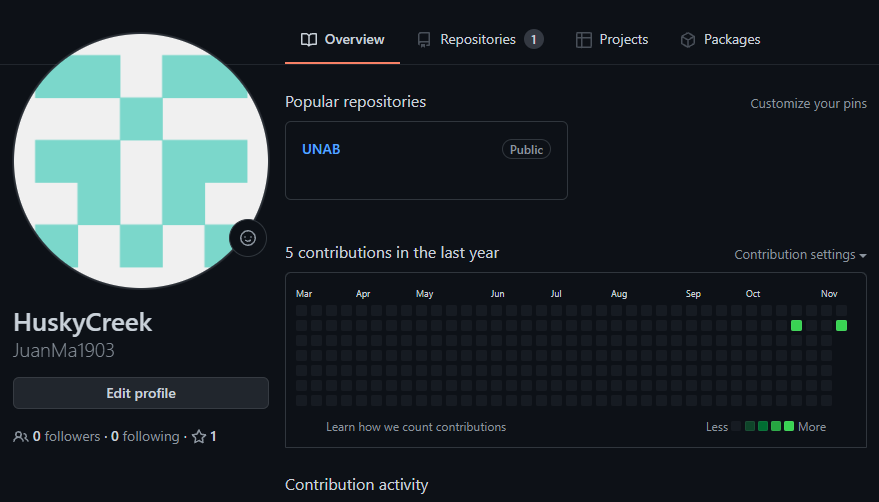 Overview Repositories 1 Projects Packages
Popular repositories Customize your pins
UNAB Public
5 contributions in the last year Contribution settings
Mar Apr May Jun Jul Aug Sep Oct Nov
Learn how we count contributions Less More
HuskyCreek
JuanMa1903
Edit profile
0 followers · 0 following · 1
Contribution activity